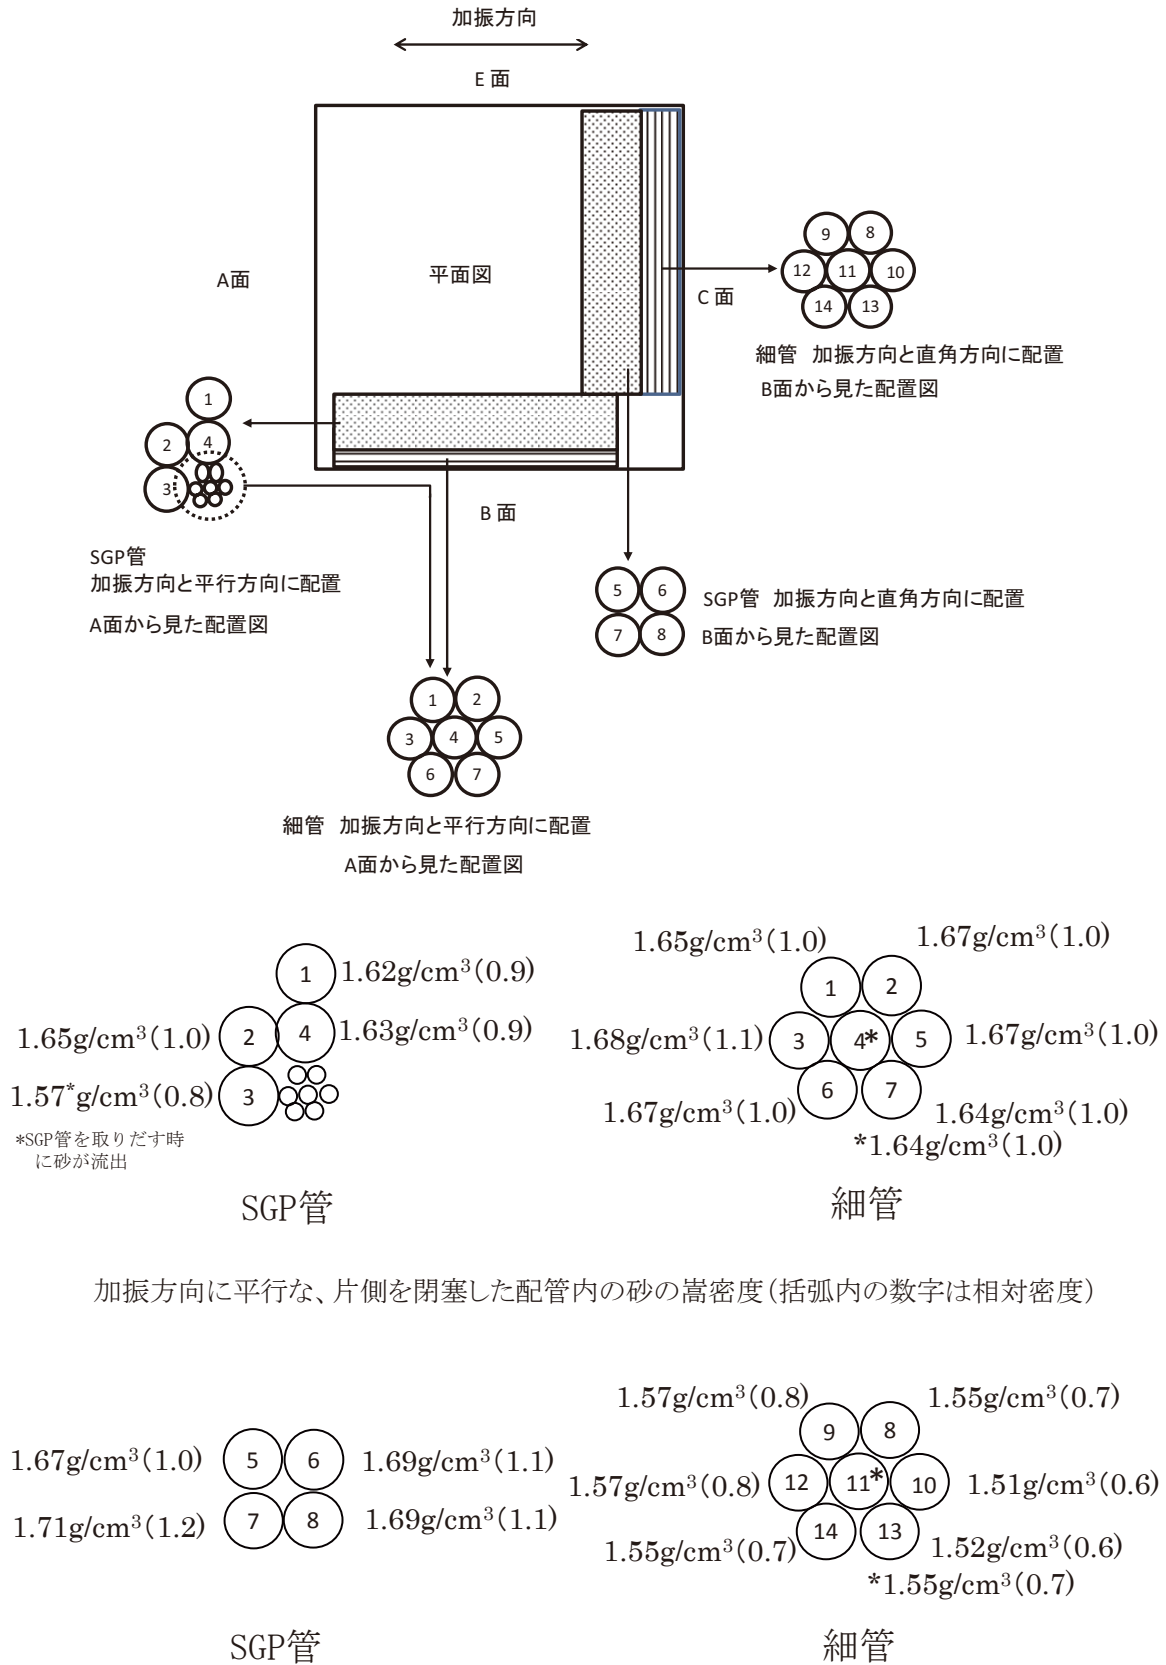 加振方向
E 面
A面
平面図
C 面
9 8
12 11 10
14 13
細管 加振方向と直角方向に配置
B面から見た配置図
1
2 4
3
B 面
SGP管
加振方向と平行方向に配置
A面から見た配置図
5 6
7 8
SGP管 加振方向と直角方向に配置
B面から見た配置図
1 2
3 4 5
6 7
細管 加振方向と平行方向に配置
A面から見た配置図
1 1.62g/cm³(0.9)
1.65g/cm³(1.0) 2 4 1.63g/cm³(0.9)
1.57*g/cm³(0.8) 3
*SGP管を取りだす時
に砂が流出
SGP管
1.65g/cm³(1.0) 1.67g/cm³(1.0)
1 2
1.68g/cm³(1.1) 3 4* 5 1.67g/cm³(1.0)
6 7
1.67g/cm³(1.0) 1.64g/cm³(1.0)
*1.64g/cm³(1.0)
細管
加振方向に平行な、片側を閉塞した配管内の砂の嵩密度(括弧内の数字は相対密度)
1.67g/cm³(1.0) 5 6 1.69g/cm³(1.1)
1.71g/cm³(1.2) 7 8 1.69g/cm³(1.1)
SGP管
1.57g/cm³(0.8) 1.55g/cm³(0.7)
9 8
1.57g/cm³(0.8) 12 11* 10 1.51g/cm³(0.6)
14 13
1.55g/cm³(0.7) 1.52g/cm³(0.6)
*1.55g/cm³(0.7)
細管